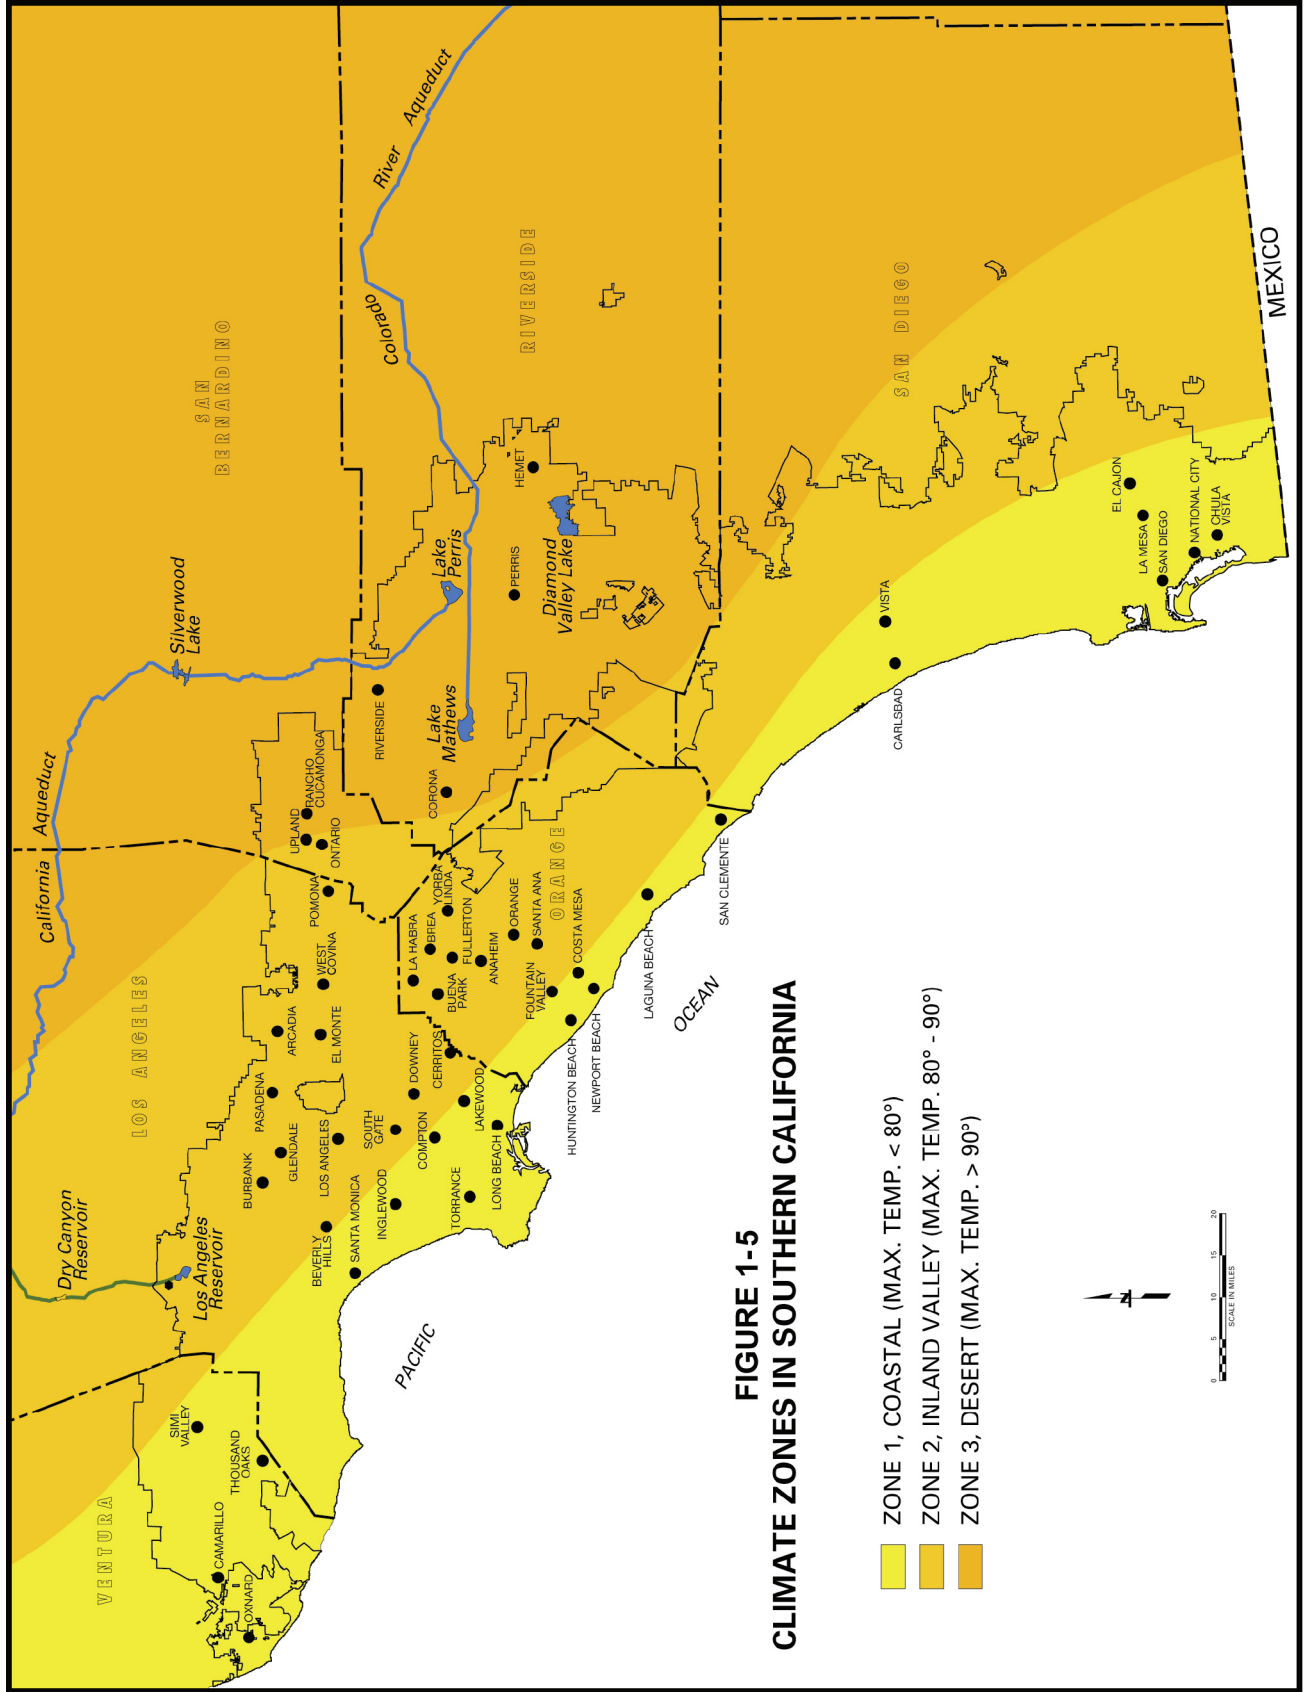 California Aqueduct
Silverwood
Lake
SAN
BERNARDINO
Colorado River Aqueduct
RIVERSIDE
Dry Canyon
Reservoir
Los Angeles
Reservoir
LOS ANGELES
VENTURA
SIMI
VALLEY
THOUSAND
OAKS
CAMARILLO
OXNARD
BURBANK
GLENDALE
PASADENA
ARCADIA
LOS ANGELES
EL MONTE
WEST
COVINA
POMONA
UPLAND
RANCHO
CUCAMONGA
ONTARIO
RIVERSIDE
CORONA
Lake
Mathews
Lake
Perris
PERRIS
HEMET
Diamond
Valley Lake
BEVERLY
HILLS
SANTA MONICA
INGLEWOOD
SOUTH
GATE
COMPTON
DOWNEY
CERRITOS
LAKEWOOD
TORRANCE
LONG BEACH
LA HABRA
BREA
YORBA
LINDA
FULLERTON
BUENA
PARK
ANAHEIM
ORANGE
SANTA ANA
ORANGE
FOUNTAIN
VALLEY
COSTA MESA
HUNTINGTON BEACH
NEWPORT BEACH
LAGUNA BEACH
SAN CLEMENTE
PACIFIC
OCEAN
SAN DIEGO
VISTA
CARLSBAD
EL CAJON
LA MESA
SAN DIEGO
NATIONAL CITY
CHULA
VISTA
MEXICO
FIGURE 1-5
CLIMATE ZONES IN SOUTHERN CALIFORNIA
ZONE 1, COASTAL (MAX. TEMP. < 80°)
ZONE 2, INLAND VALLEY (MAX. TEMP. 80° - 90°)
ZONE 3, DESERT (MAX. TEMP. > 90°)
N
0 5 10 15 20
SCALE IN MILES